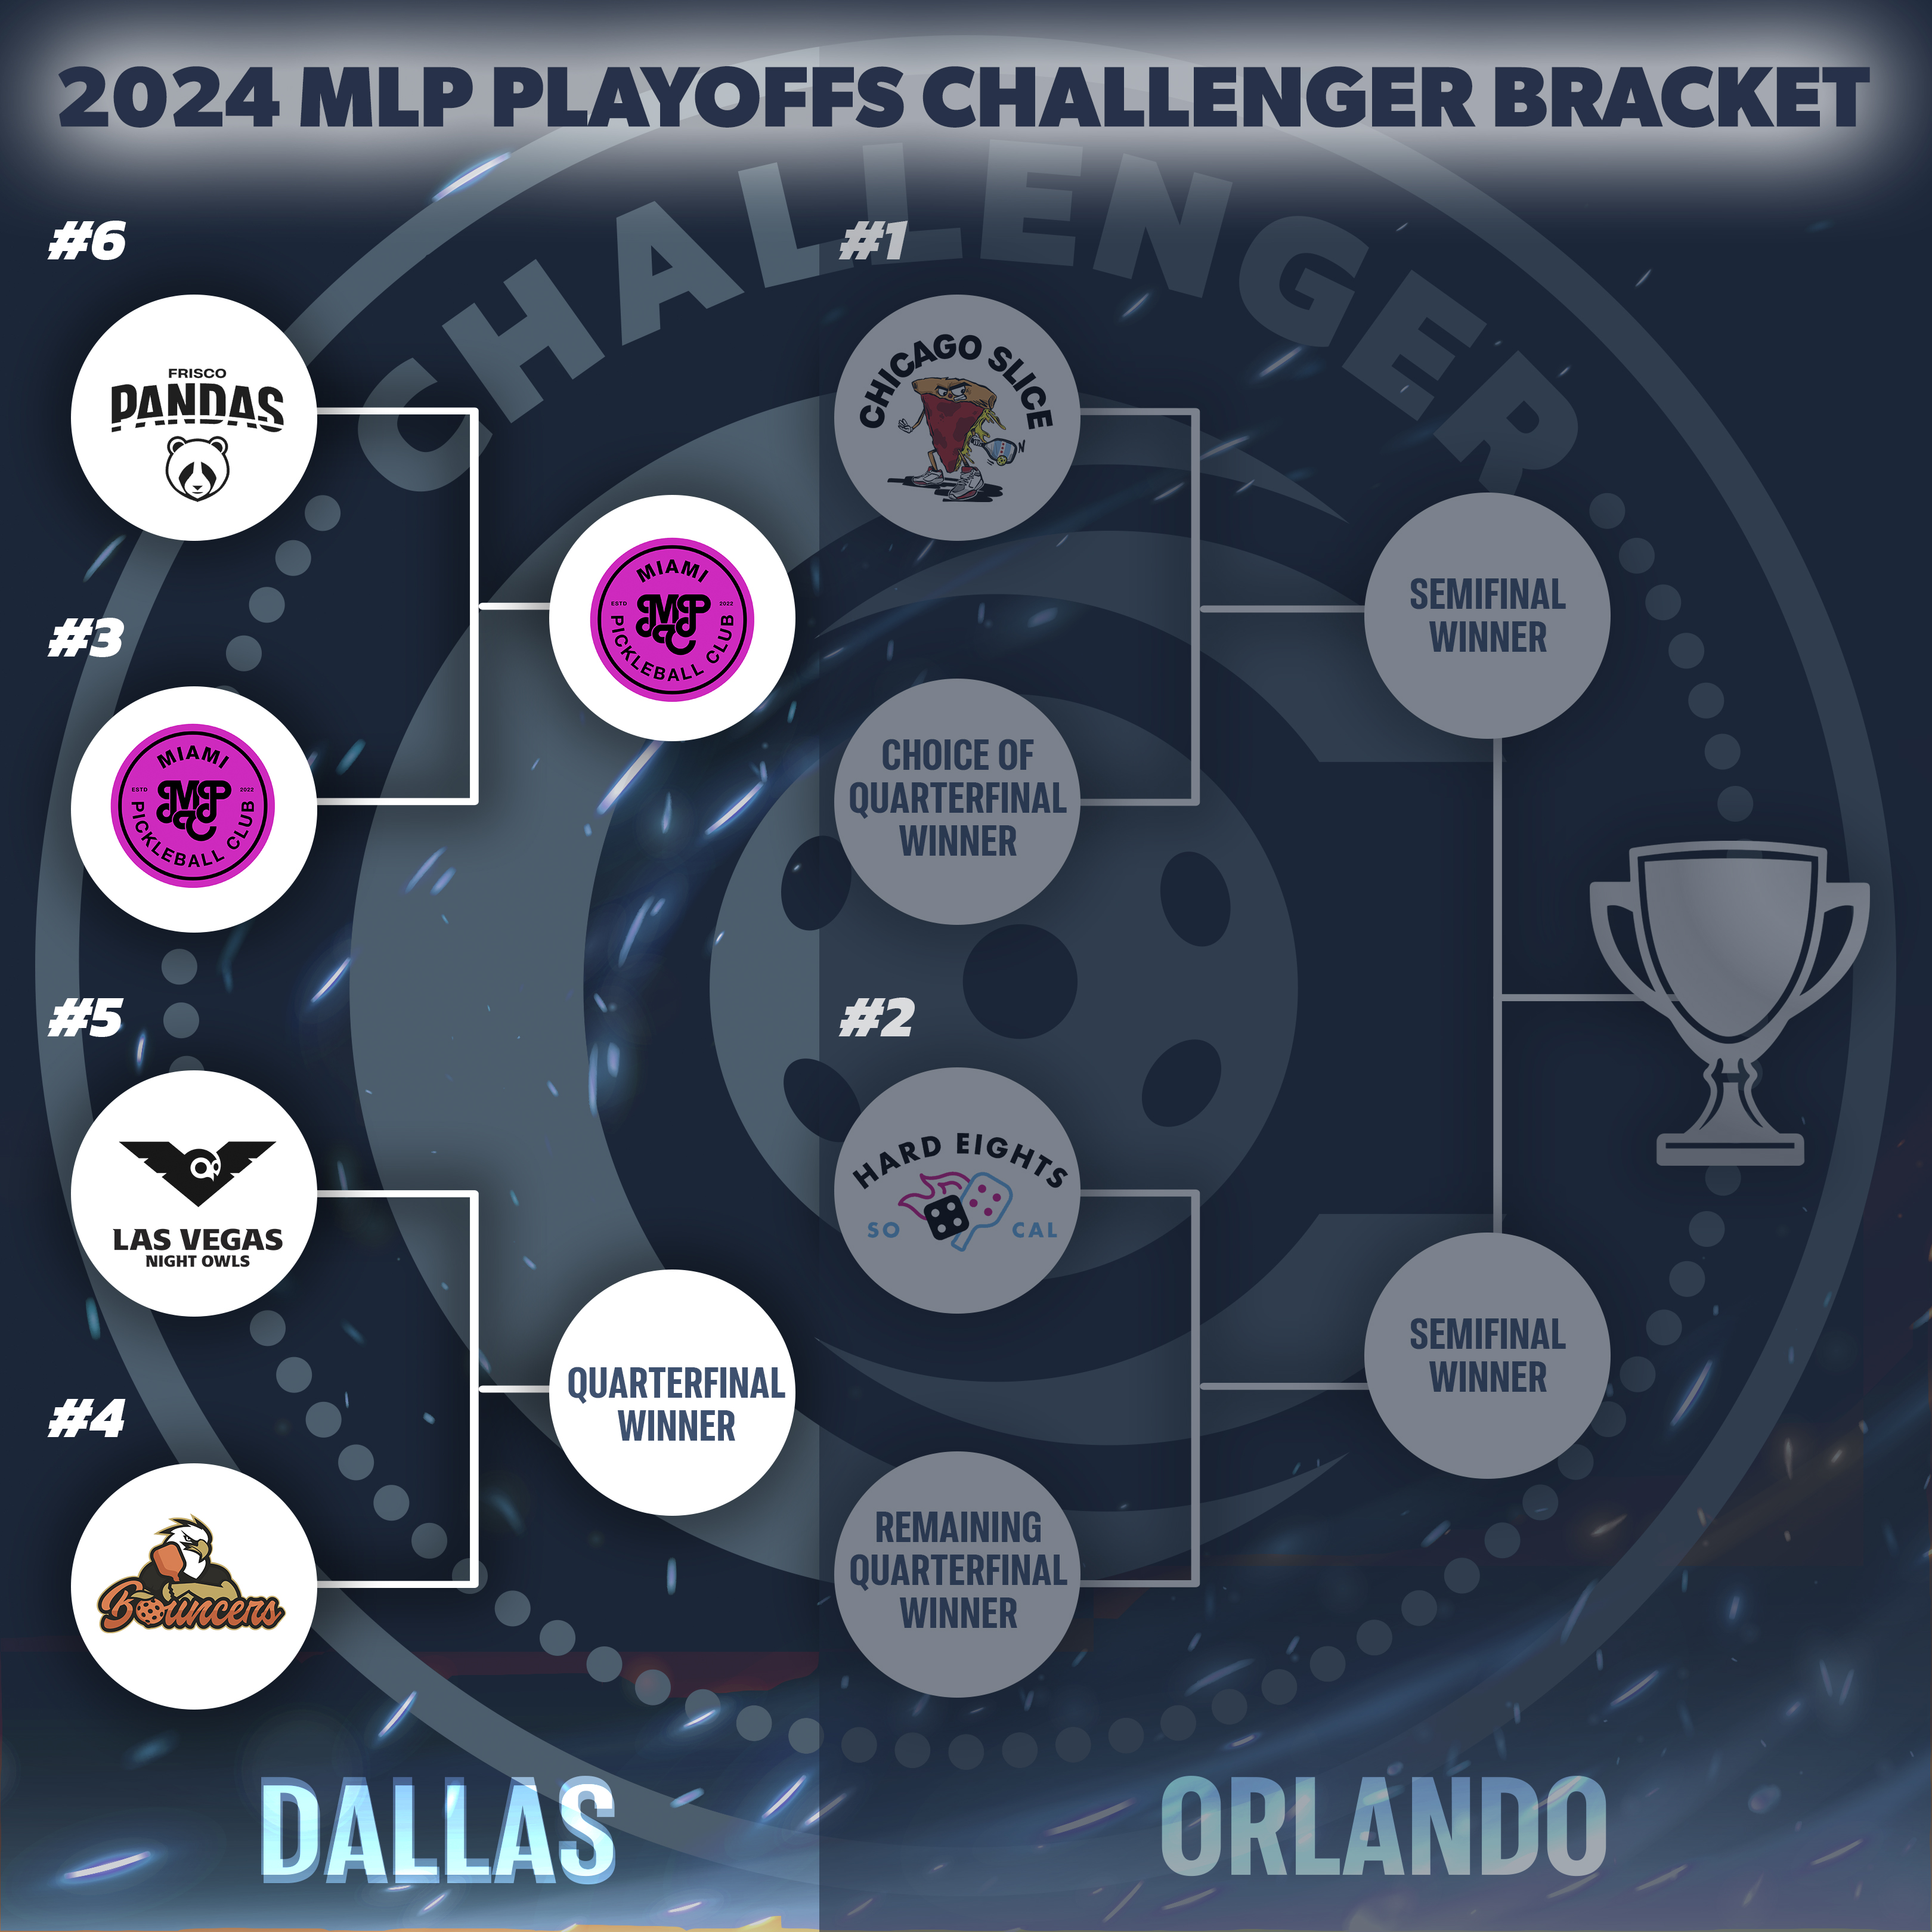 2024 MLP PLAYOFFS CHALLENGER BRACKET
CHALLENGER
#6
FRISCO
PANDAS
#3
MIAMI
ESTD
MPC
2022
PICKLEBALL CLUB
MIAMI
ESTD
MPC
2022
PICKLEBALL CLUB
#5
LAS VEGAS
NIGHT OWLS
#4
Bouncers
QUARTERFINAL
WINNER
DALLAS
#1
CHICAGO SLICE
CHOICE OF
QUARTERFINAL
WINNER
SEMIFINAL
WINNER
#2
HARD EIGHTS
SO CAL
REMAINING
QUARTERFINAL
WINNER
SEMIFINAL
WINNER
ORLANDO